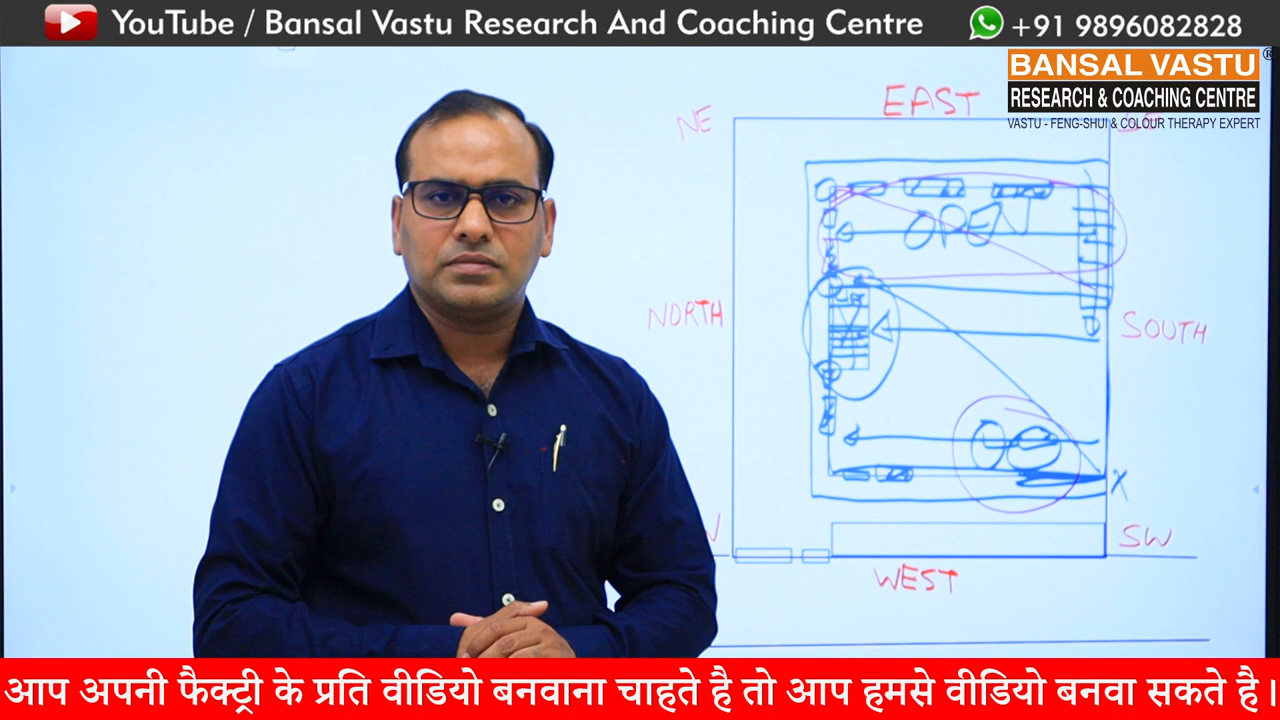 YouTube / Bansal Vastu Research And Coaching Centre
+91 9896082828
BANSAL VASTU®
RESEARCH & COACHING CENTRE
VASTU - FENG-SHUI & COLOUR THERAPY EXPERT
EAST
NE
OPEN
NORTH
SOUTH
X
SW
WEST
आप अपनी फैक्ट्री के प्रति वीडियो बनवाना चाहते है तो आप हमसे वीडियो बनवा सकते है।